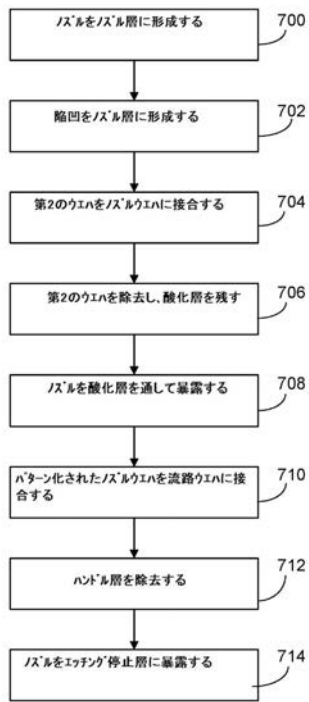 ノズルをノズル層に形成する
700
陥凹をノズル層に形成する
702
第2のウエハをノズルウエハに接合する
704
第2のウエハを除去し、酸化層を残す
706
ノズルを酸化層を通して暴露する
708
パターン化されたノズルウエハを流路ウエハに接
合する
710
ハンドル層を除去する
712
ノズルをエッチング停止層に暴露する
714